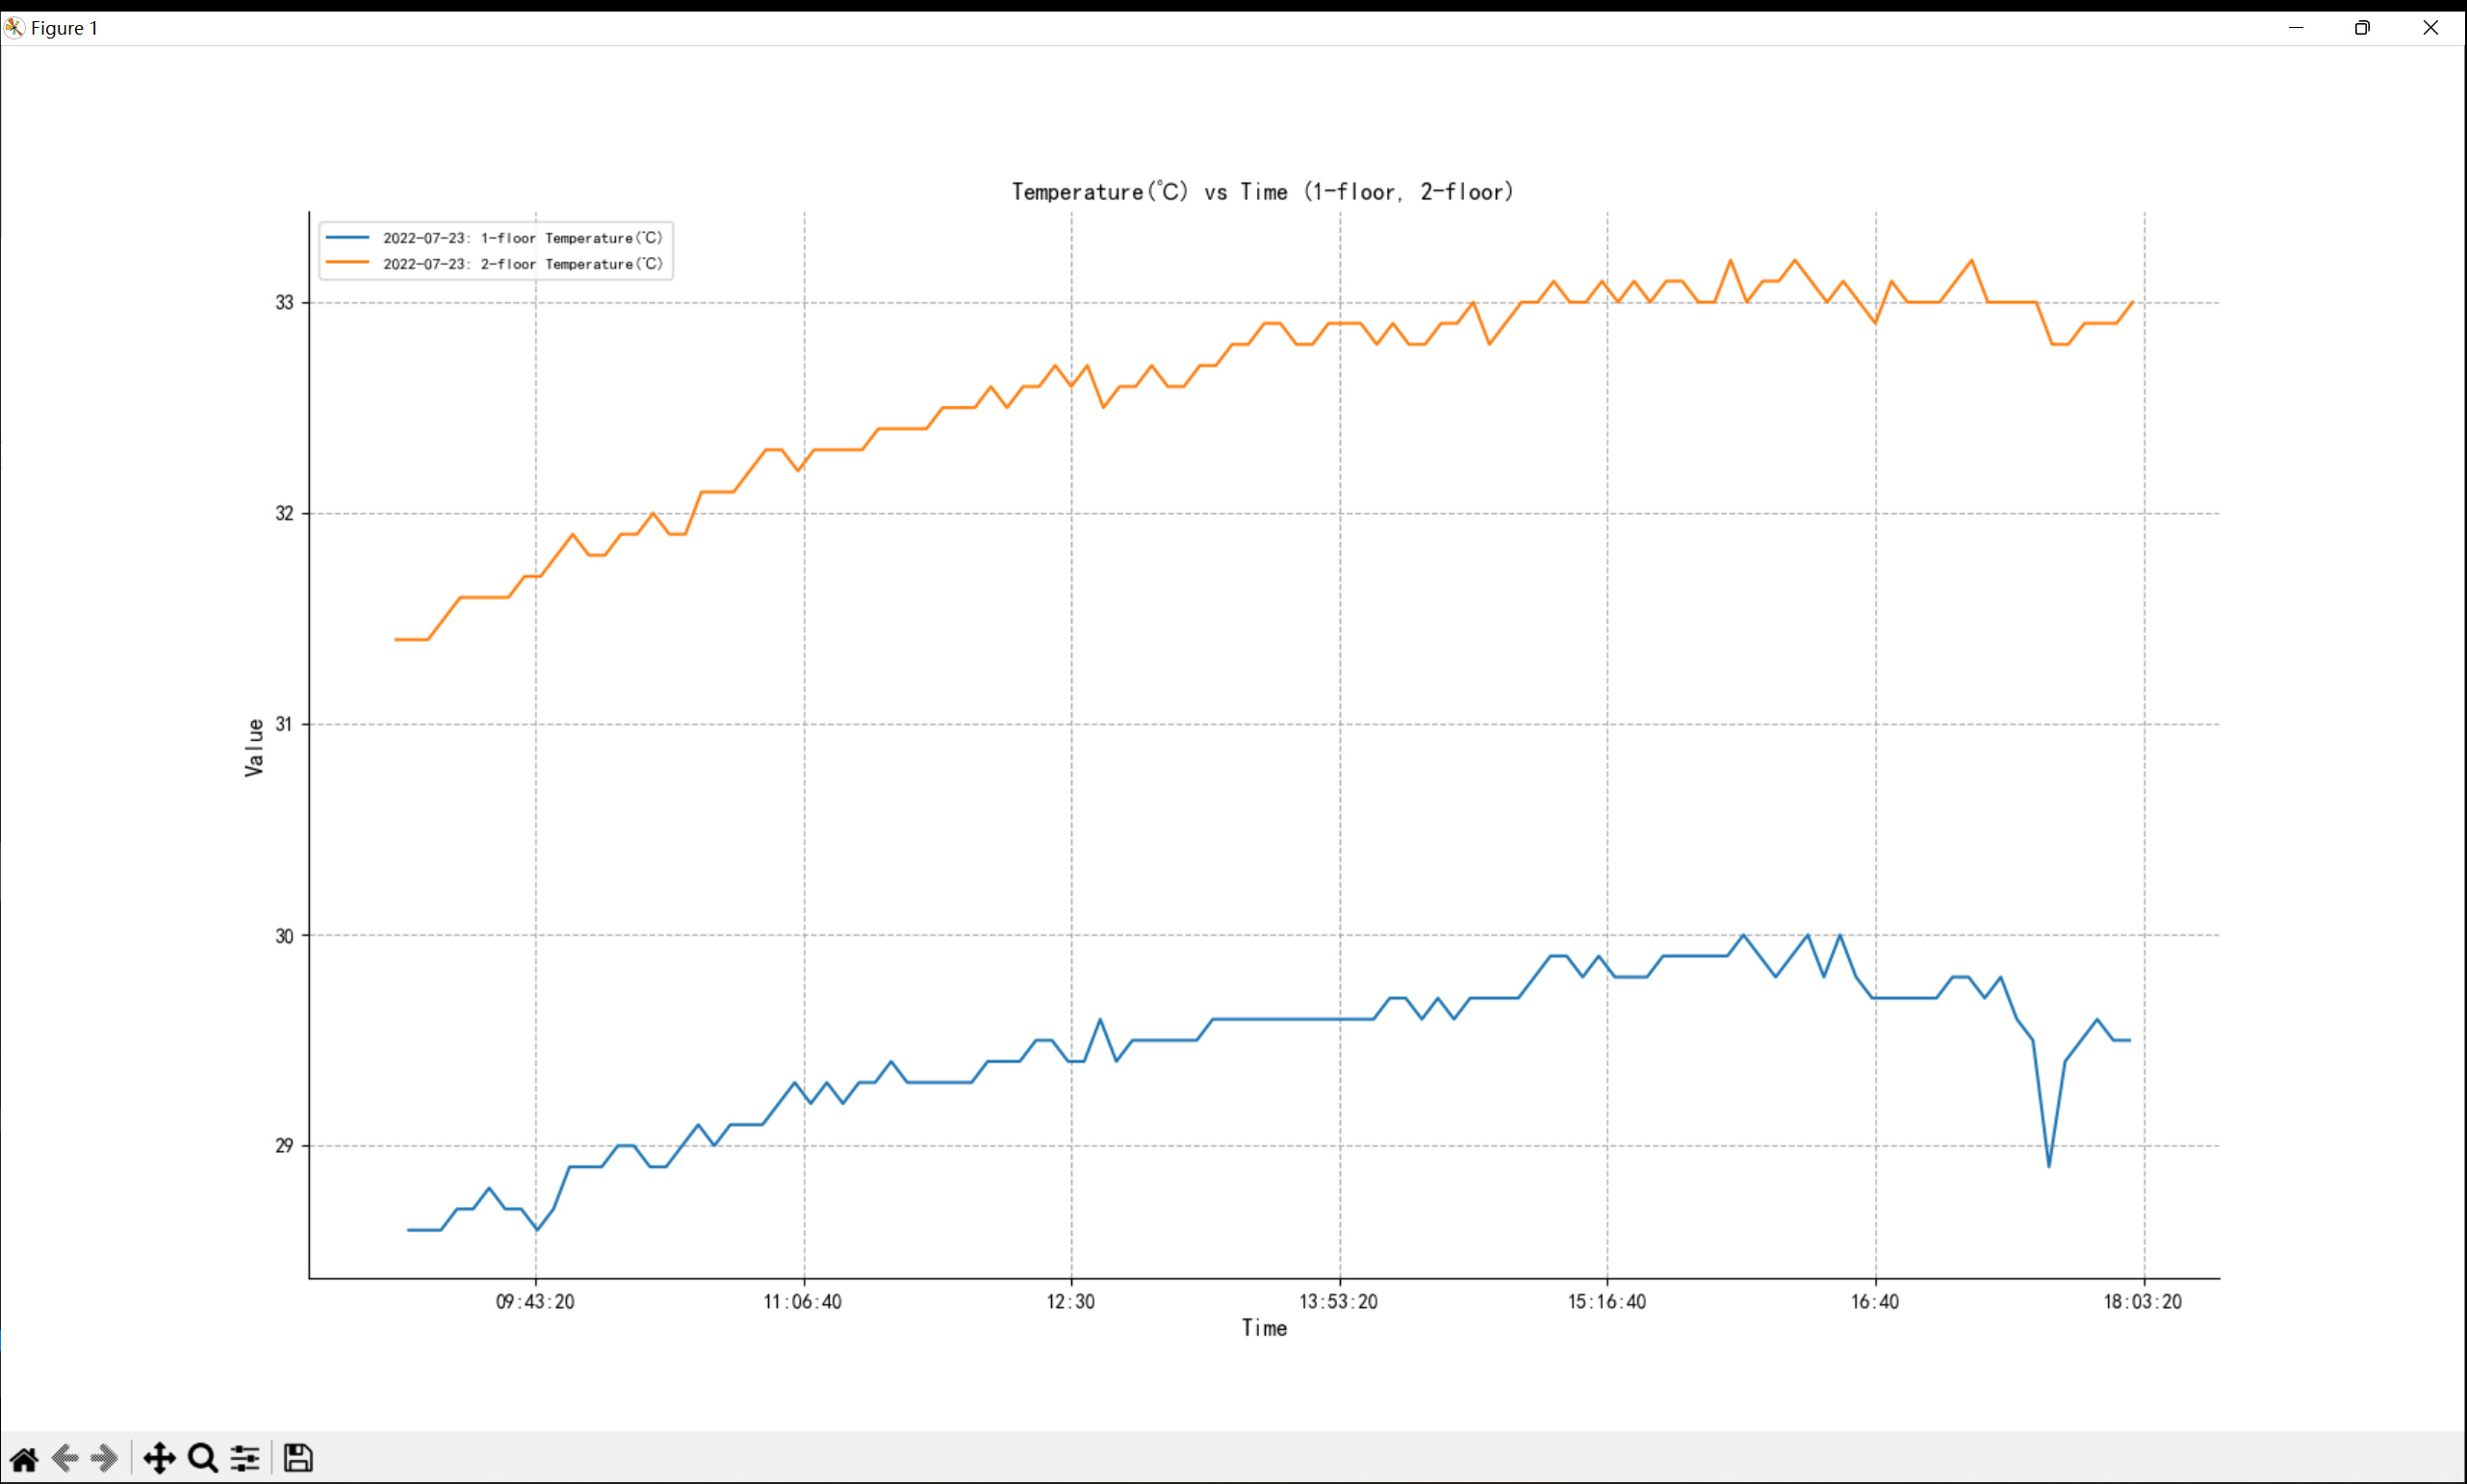 Figure 1
Temperature(℃) vs Time (1-floor, 2-floor)
2022-07-23: 1-floor Temperature(℃)
2022-07-23: 2-floor Temperature(℃)
33
32
31
30
29
Value
09:43:20 11:06:40 12:30 13:53:20 15:16:40 16:40 18:03:20
Time